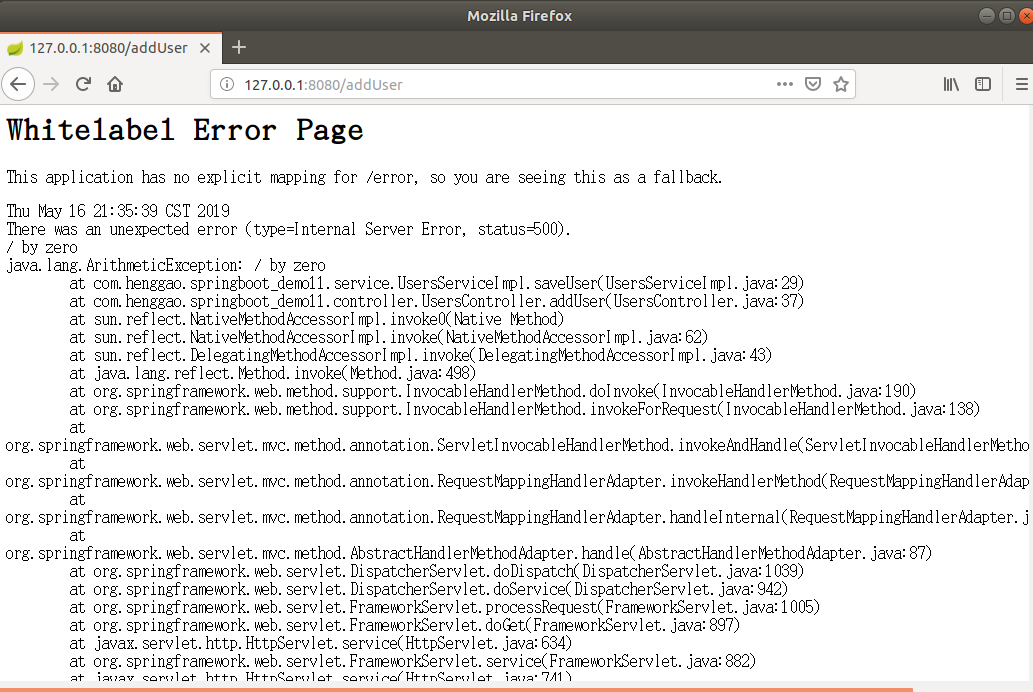 Mozilla Firefox
127.0.0.1:8080/addUser
127.0.0.1:8080/addUser
Whitelabel Error Page
This application has no explicit mapping for /error, so you are seeing this as a fallback.
Thu May 16 21:35:39 CST 2019
There was an unexpected error (type=Internal Server Error, status=500).
/ by zero
java.lang.ArithmeticException: / by zero
at com.henggao.springboot_demo11.service.UsersServiceImpl.saveUser(UsersServiceImpl.java:29)
at com.henggao.springboot_demo11.controller.UsersController.addUser(UsersController.java:37)
at sun.reflect.NativeMethodAccessorImpl.invoke0(Native Method)
at sun.reflect.NativeMethodAccessorImpl.invoke(NativeMethodAccessorImpl.java:62)
at sun.reflect.DelegatingMethodAccessorImpl.invoke(DelegatingMethodAccessorImpl.java:43)
at java.lang.reflect.Method.invoke(Method.java:498)
at org.springframework.web.method.support.InvocableHandlerMethod.doInvoke(InvocableHandlerMethod.java:190)
at org.springframework.web.method.support.InvocableHandlerMethod.invokeForRequest(InvocableHandlerMethod.java:138)
at
org.springframework.web.servlet.mvc.method.annotation.ServletInvocableHandlerMethod.invokeAndHandle(ServletInvocableHandlerMetho
at
org.springframework.web.servlet.mvc.method.annotation.RequestMappingHandlerAdapter.invokeHandlerMethod(RequestMappingHandlerAdap
at
org.springframework.web.servlet.mvc.method.annotation.RequestMappingHandlerAdapter.handleInternal(RequestMappingHandlerAdapter.j
at
org.springframework.web.servlet.mvc.method.AbstractHandlerMethodAdapter.handle(AbstractHandlerMethodAdapter.java:87)
at org.springframework.web.servlet.DispatcherServlet.doDispatch(DispatcherServlet.java:1039)
at org.springframework.web.servlet.DispatcherServlet.doService(DispatcherServlet.java:942)
at org.springframework.web.servlet.FrameworkServlet.processRequest(FrameworkServlet.java:1005)
at org.springframework.web.servlet.FrameworkServlet.doGet(FrameworkServlet.java:897)
at javax.servlet.http.HttpServlet.service(HttpServlet.java:634)
at org.springframework.web.servlet.FrameworkServlet.service(FrameworkServlet.java:882)
at javax.servlet.http.HttpServlet.service(HttpServlet.java:741)